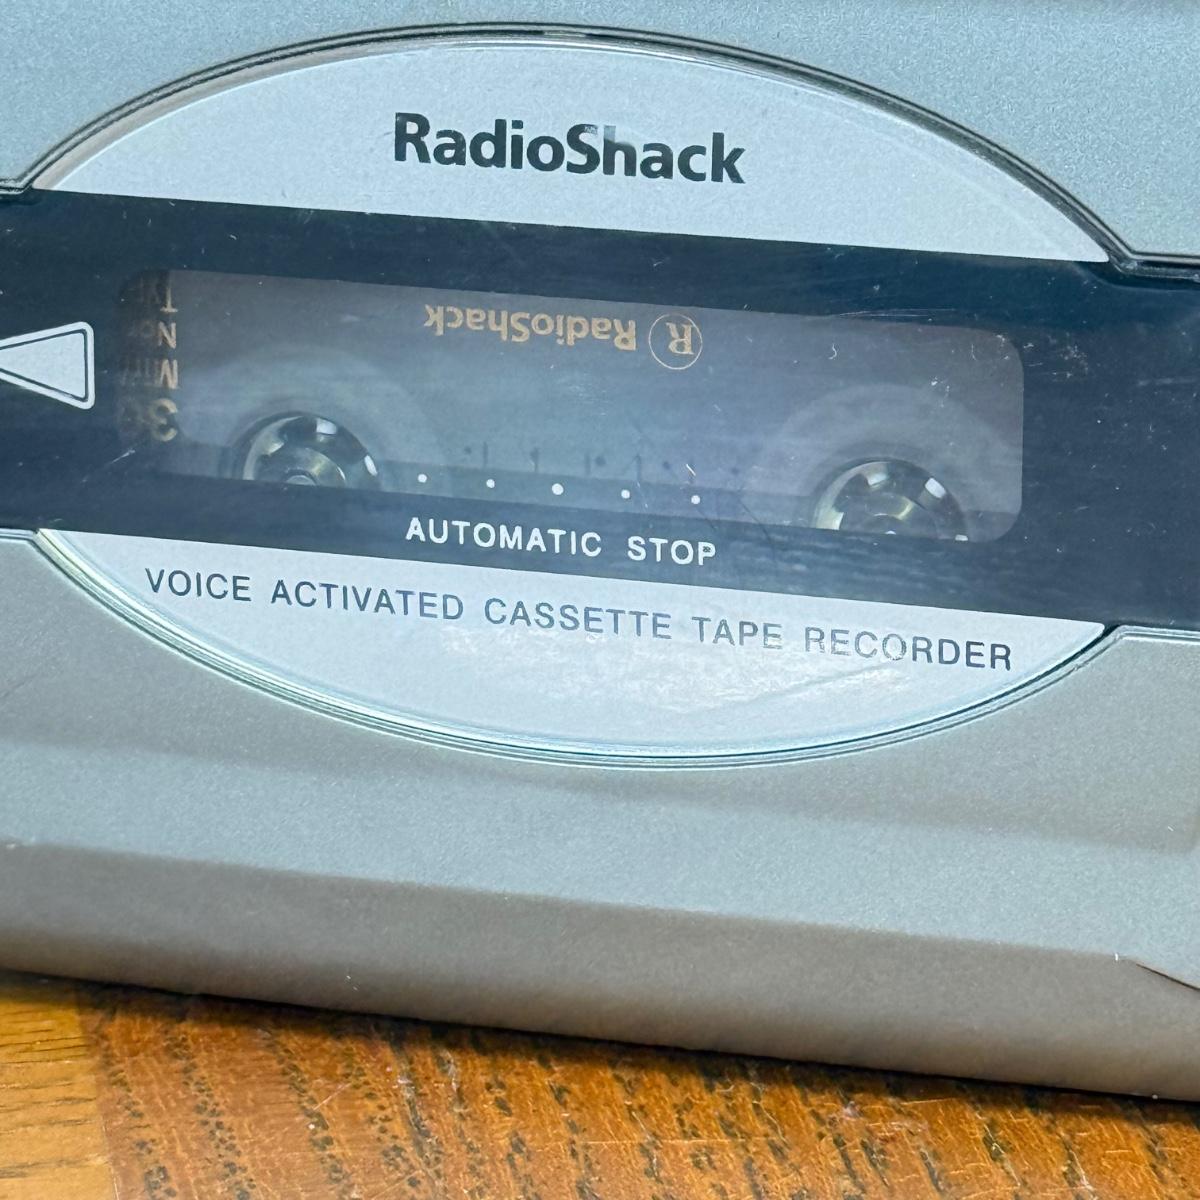 RadioShack
Ⓡ RadioShack
AUTOMATIC STOP
VOICE ACTIVATED CASSETTE TAPE RECORDER